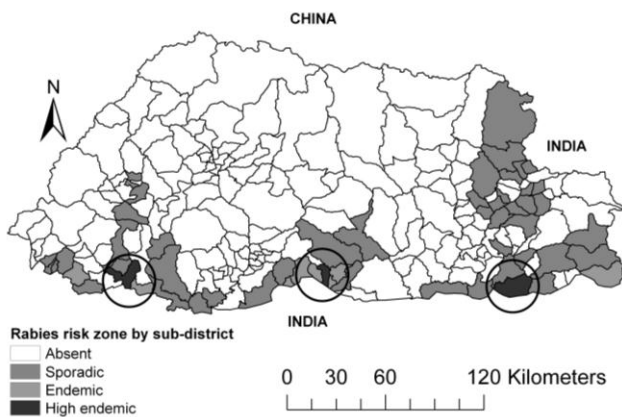 CHINA
N
INDIA
INDIA
Rabies risk zone by sub-district
Absent
Sporadic
Endemic
High endemic
0 30 60 120 Kilometers